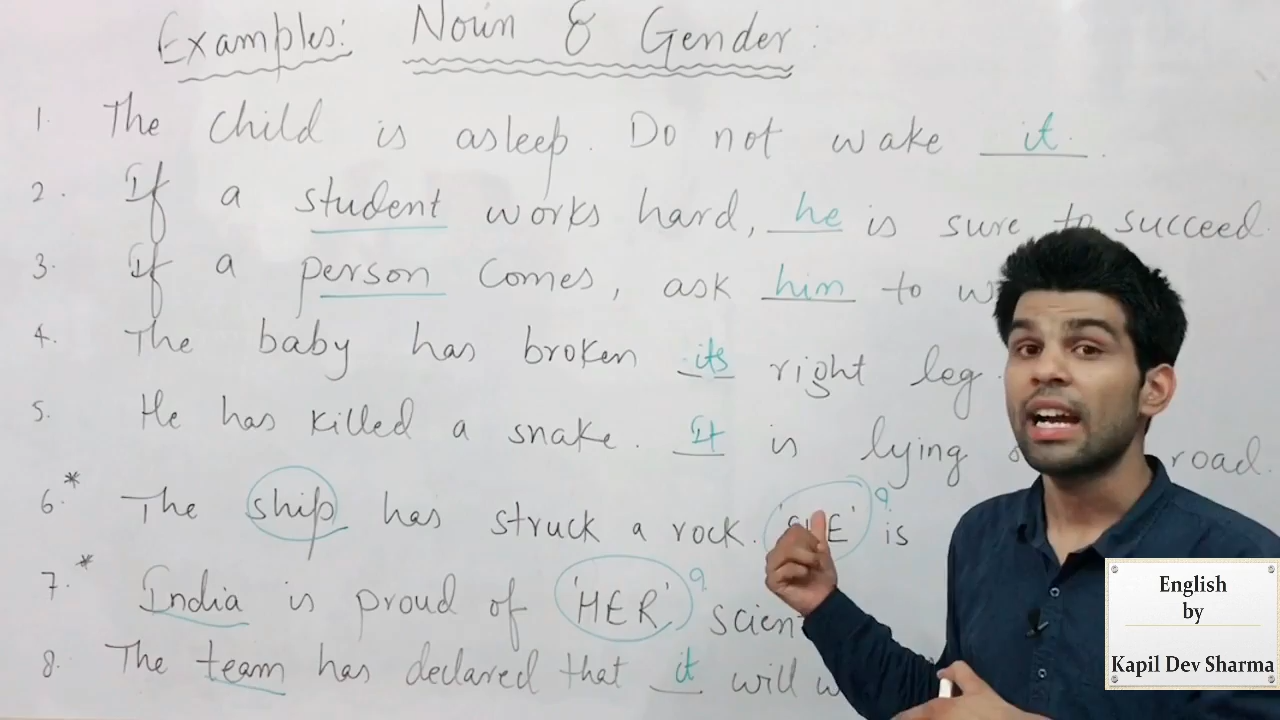 Examples: Noun & Gender:
1. The child is asleep. Do not wake it.
2. If a student works hard, he is sure to succeed.
3. If a person comes, ask him to
4. The baby has broken its right leg.
5. He has killed a snake. It is lying road.
6.* The ship has struck a rock. 'SHE' is
7.* India is proud of 'HER'
8. The team has declared that it will
English
by
Kapil Dev Sharma